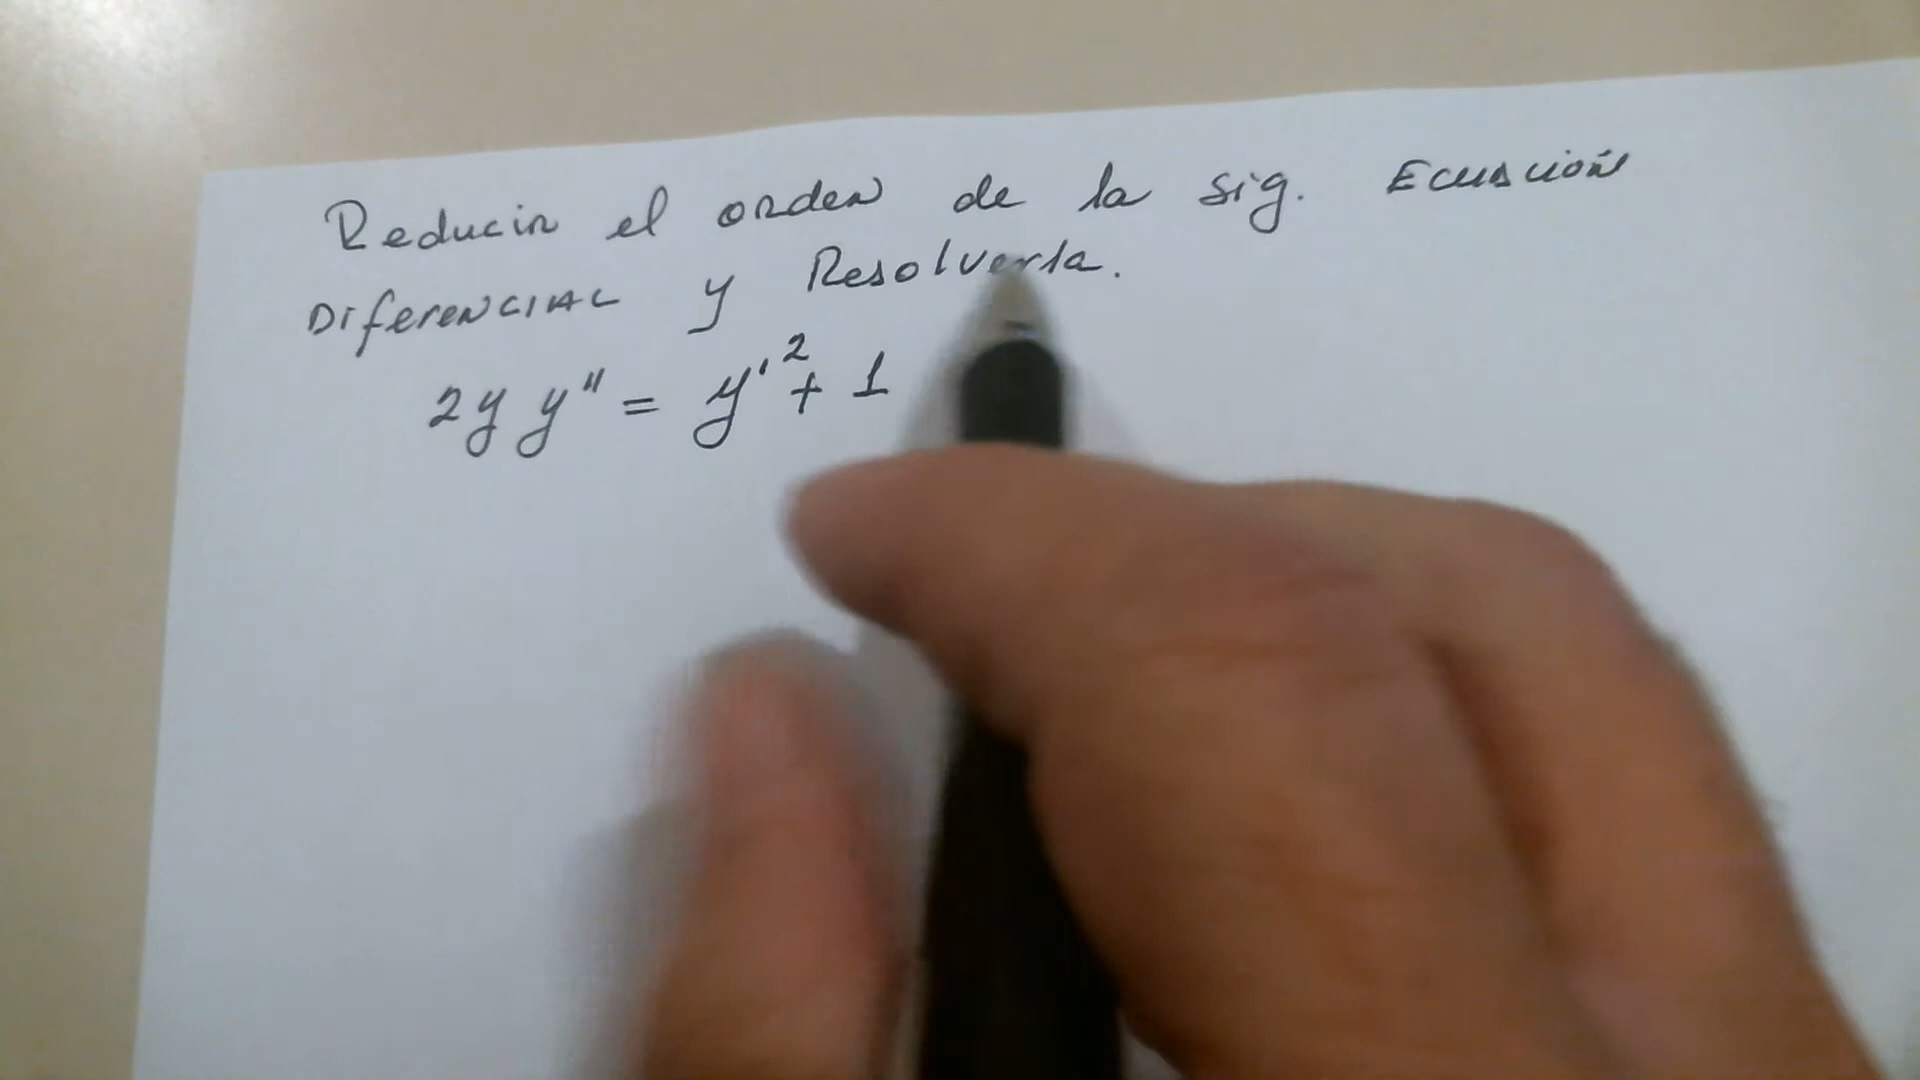 Reducir el orden de la sig. Ecuación
Diferencial y Resolverla.
2y y'' = y'² + 1